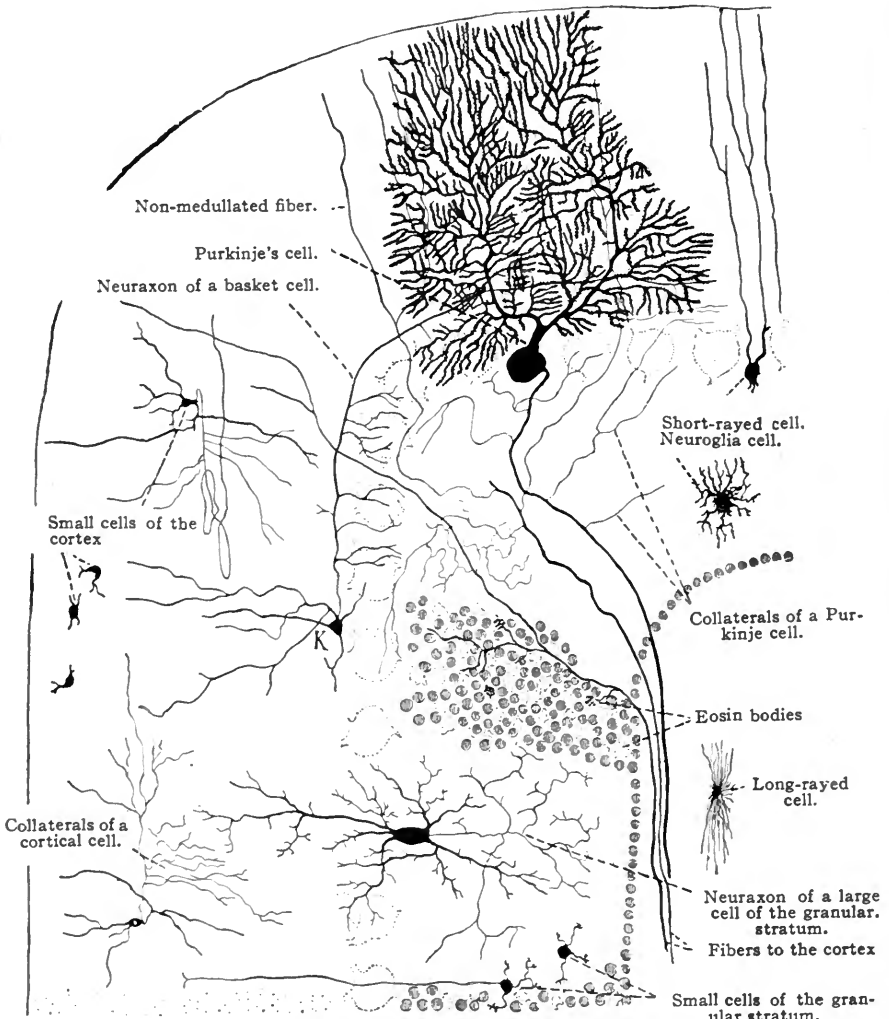 Non-medullated fiber.
Purkinje's cell.
Neuraxon of a basket cell.
Short-rayed cell.
Neuroglia cell.
Small cells of the
cortex
K
Collaterals of a Pur-
kinje cell.
Eosin bodies
Long-rayed
cell.
Collaterals of a
cortical cell.
Neuraxon of a large
cell of the granular.
stratum.
Fibers to the cortex
Small cells of the gran-
ular stratum.